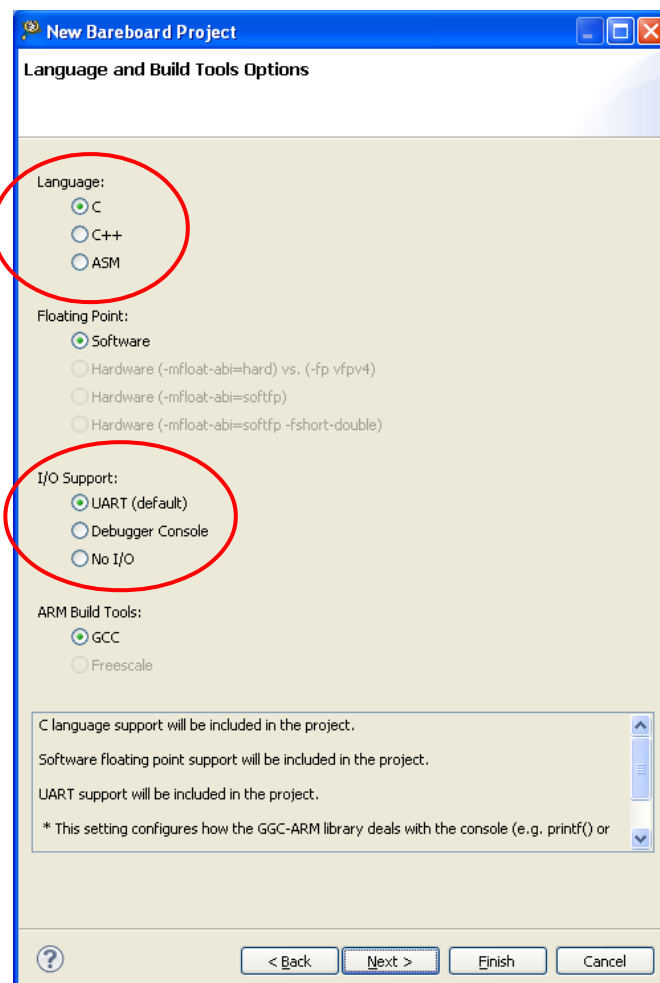 New Bareboard Project
Language and Build Tools Options
Language:
C
C++
ASM
Floating Point:
Software
Hardware (-mfloat-abi=hard) vs. (-fp vfpv4)
Hardware (-mfloat-abi=softfp)
Hardware (-mfloat-abi=softfp -fshort-double)
I/O Support:
UART (default)
Debugger Console
No I/O
ARM Build Tools:
GCC
Freescale
C language support will be included in the project.
Software floating point support will be included in the project.
UART support will be included in the project.
* This setting configures how the GGC-ARM library deals with the console (e.g. printf() or
? < Back Next > Finish Cancel